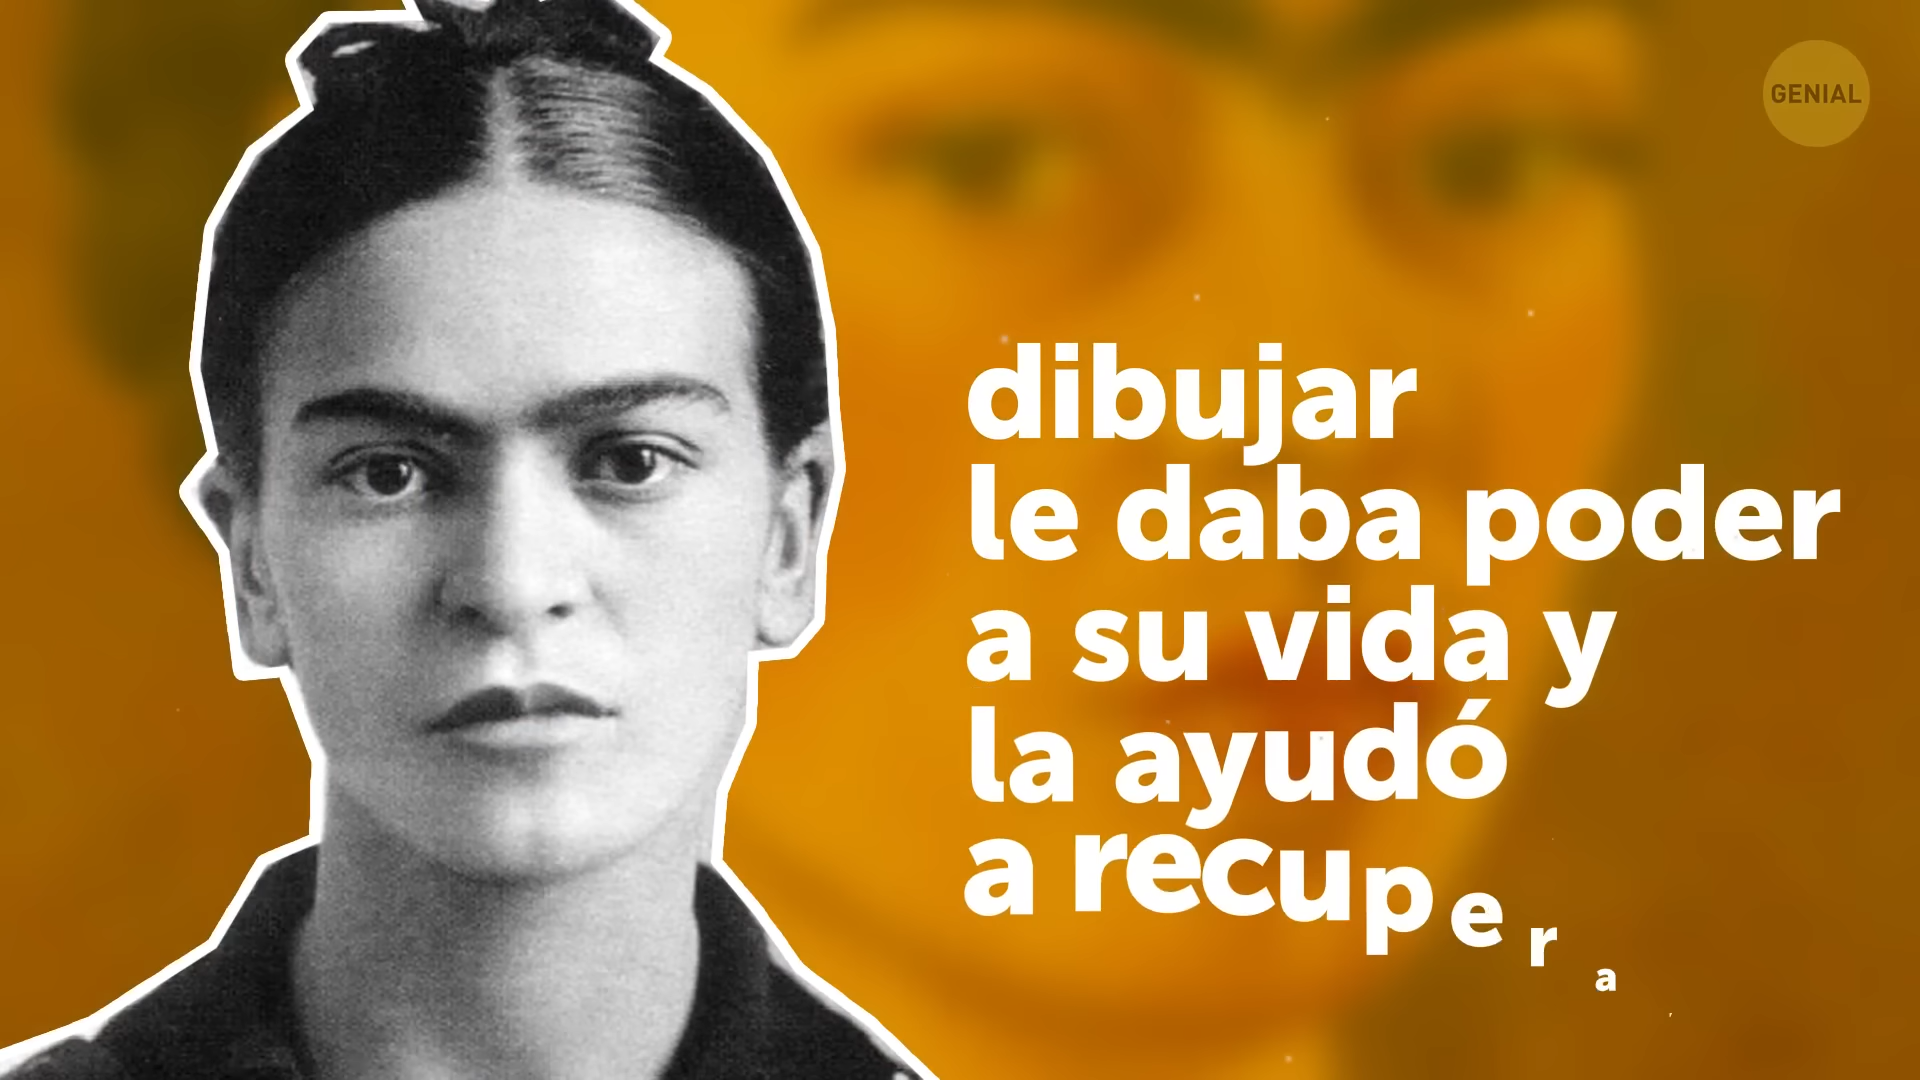 GENIAL
dibujar
le daba poder
a su vida y
la ayudó
a recupera